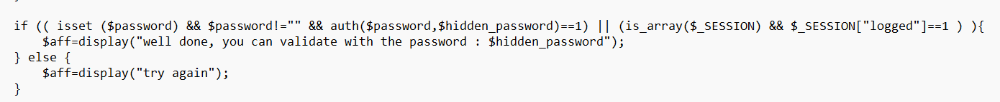 if (( isset ($password) && $password!="" && auth($password,$hidden_password)==1) || (is_array($_SESSION) && $_SESSION["logged"]==1 ) ){
    $aff=display("well done, you can validate with the password : $hidden_password");
} else {
    $aff=display("try again");
}